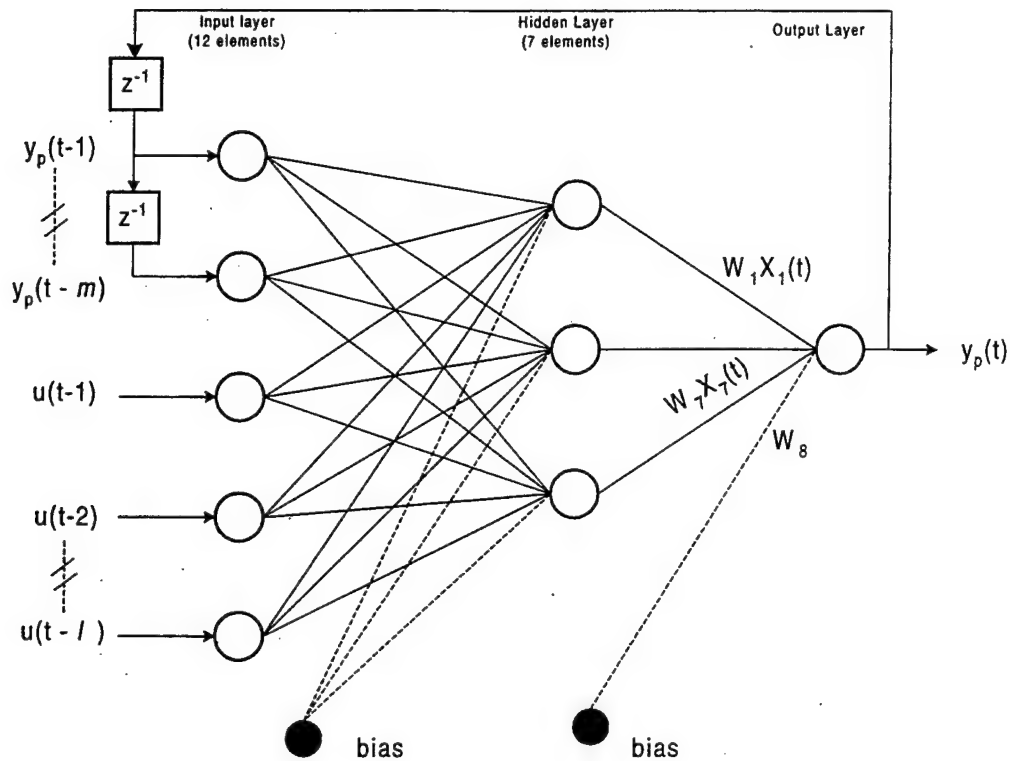 Input layer
(12 elements)
Hidden Layer
(7 elements)
Output Layer
z⁻¹
yₚ(t-1)
z⁻¹
yₚ(t - m)
W₁X₁(t)
yₚ(t)
u(t-1)
W₇X₇(t)
W₈
u(t-2)
u(t - l )
bias
bias